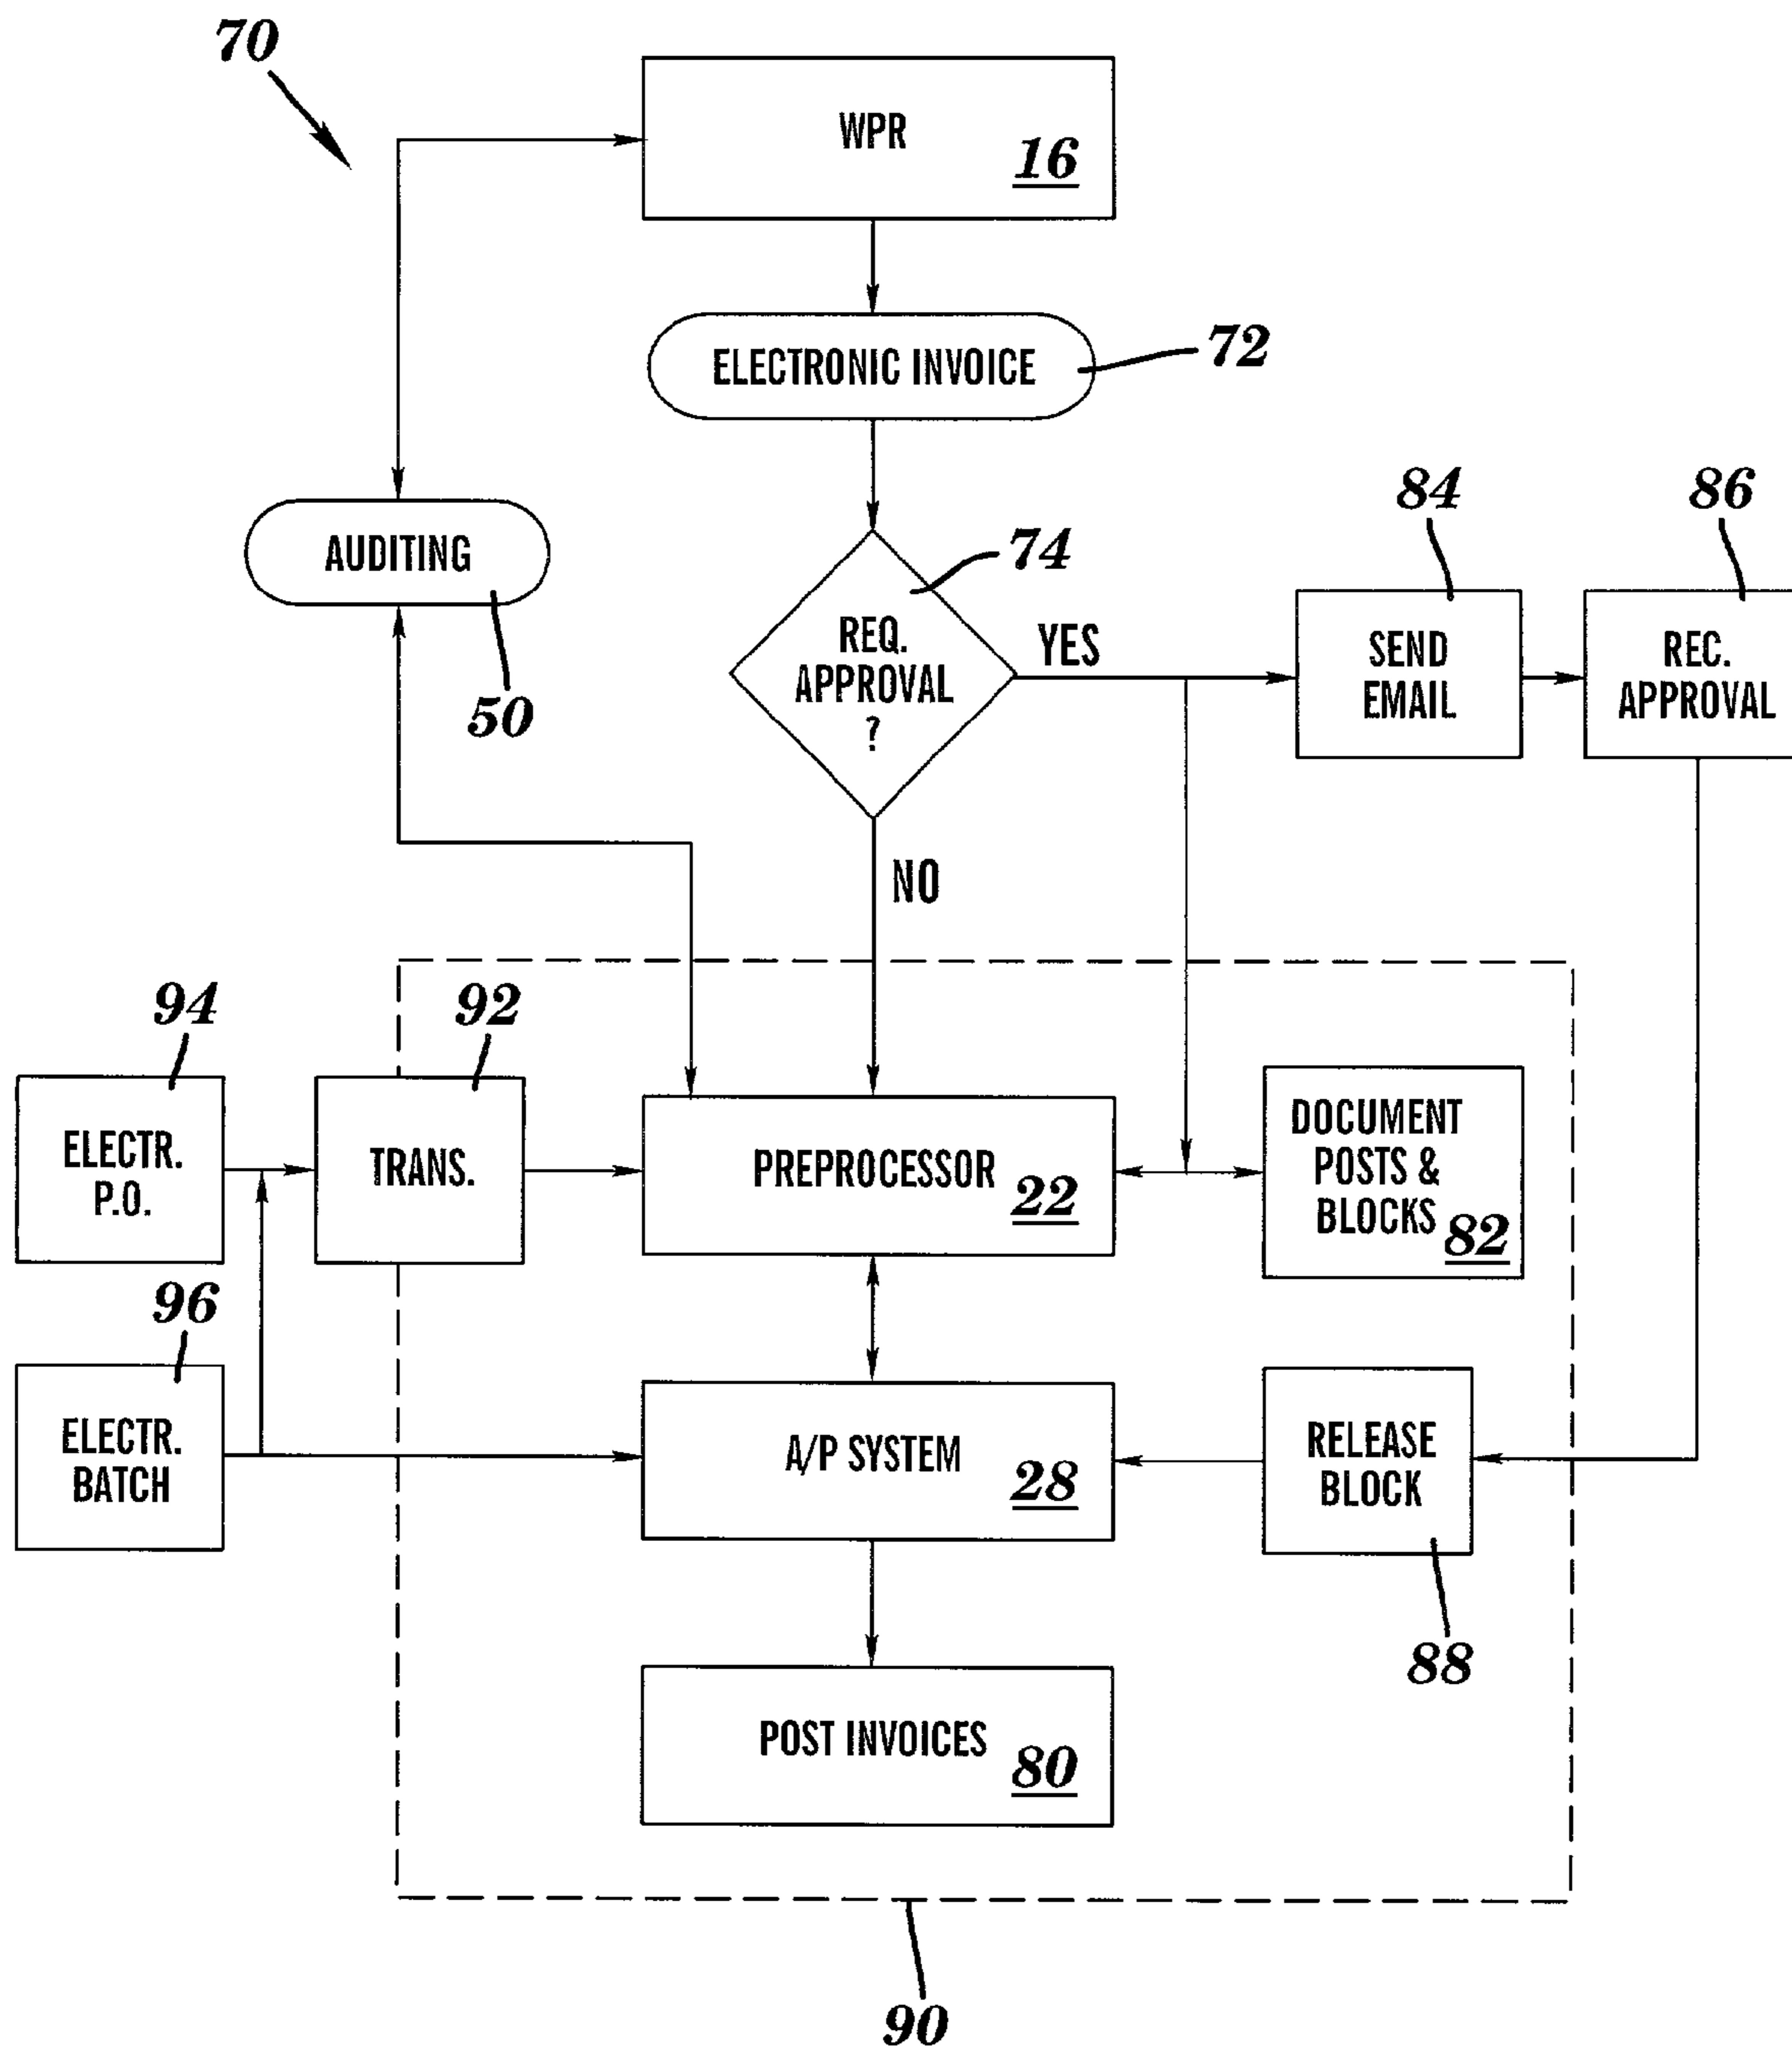 70
WPR
16
ELECTRONIC INVOICE
72
AUDITING
50
74
REQ.
APPROVAL
?
YES
NO
84
SEND
EMAIL
86
REC.
APPROVAL
94
ELECTR.
P.O.
92
TRANS.
PREPROCESSOR
22
DOCUMENT
POSTS &
BLOCKS
82
96
ELECTR.
BATCH
A/P SYSTEM
28
RELEASE
BLOCK
88
POST INVOICES
80
90